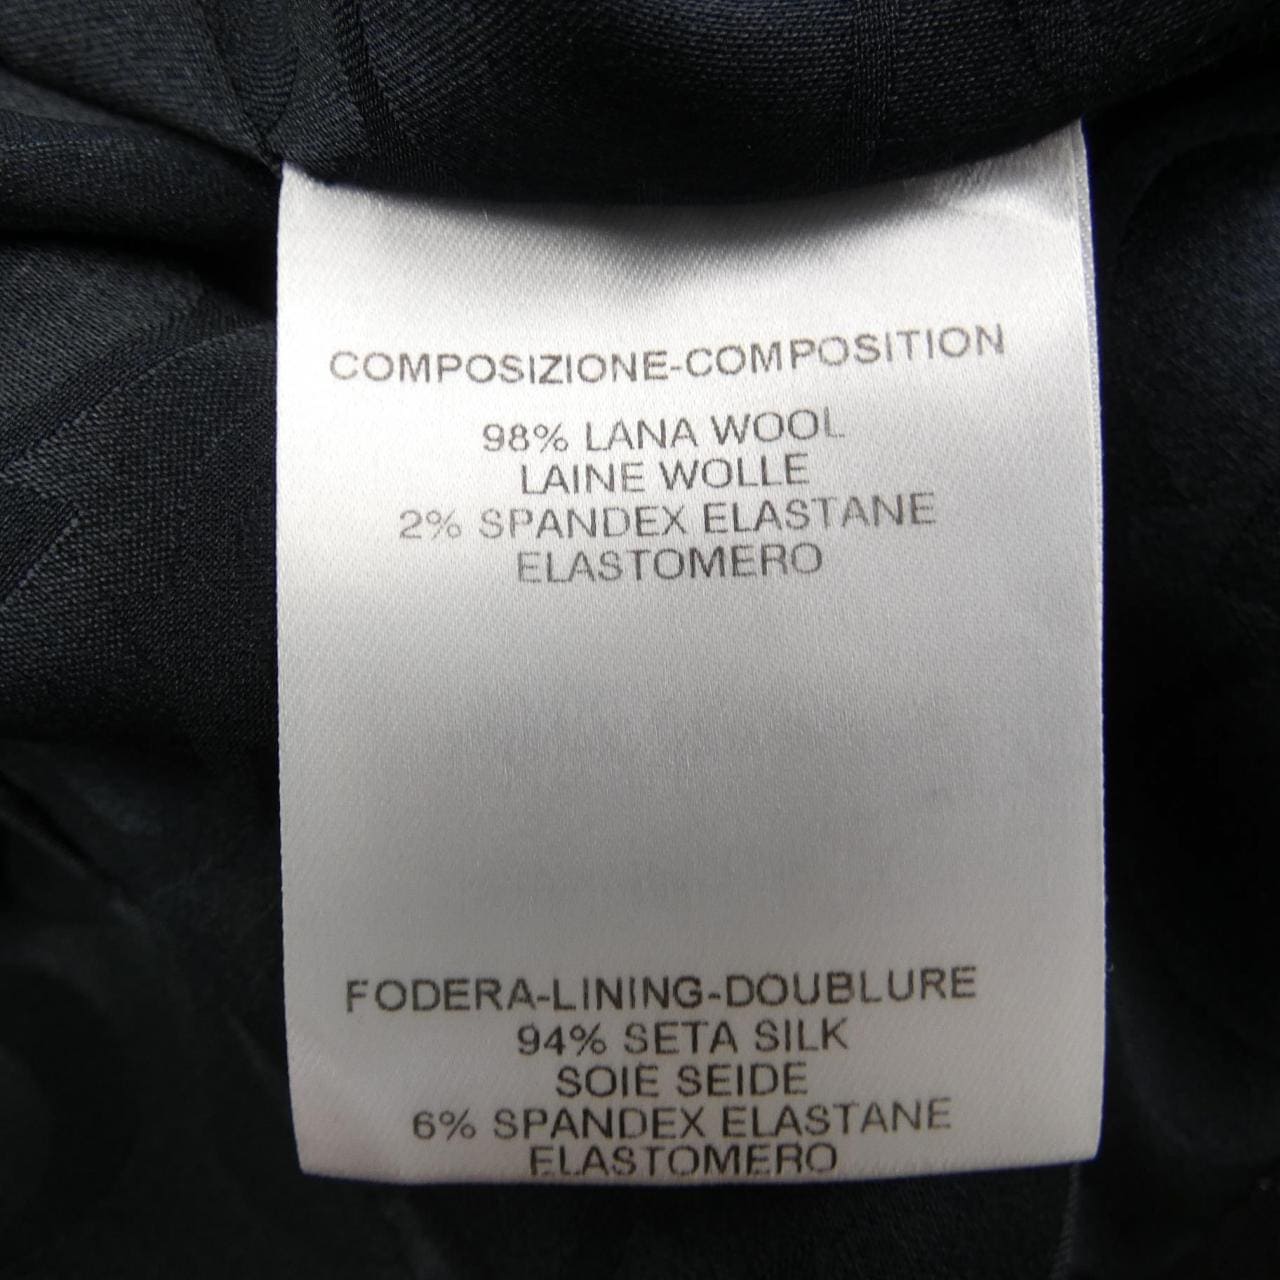 COMPOSIZIONE-COMPOSITION
98% LANA WOOL
LAINE WOLLE
2% SPANDEX ELASTANE
ELASTOMERO
FODERA-LINING-DOUBLURE
94% SETA SILK
SOIE SEIDE
6% SPANDEX ELASTANE
ELASTOMERO